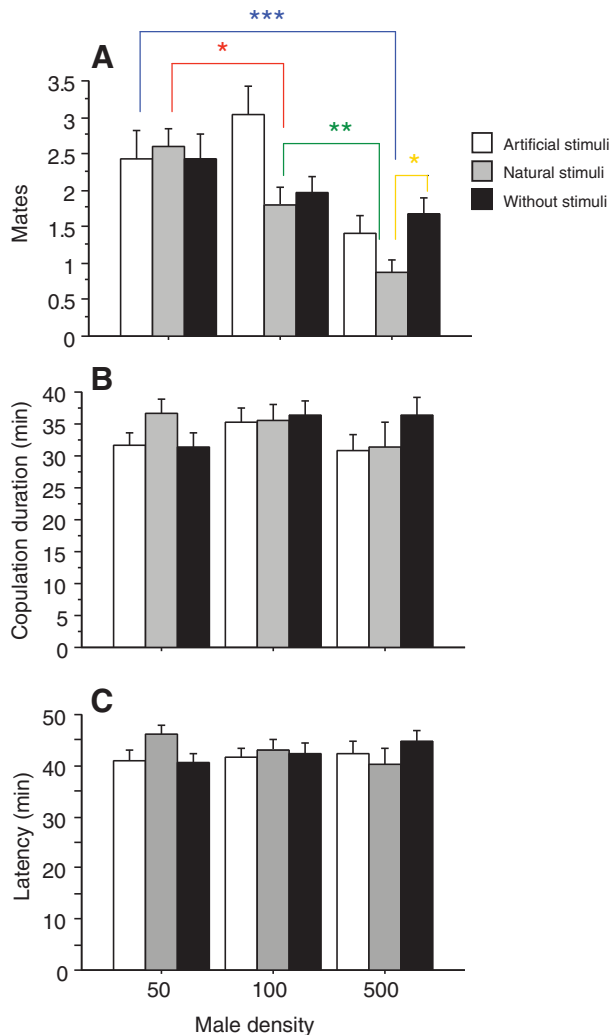 ***
A
*
3.5
3
2.5
2
1.5
1
0.5
0
Mates
**
*
Artificial stimuli
Natural stimuli
Without stimuli
B
40
35
30
25
20
15
10
5
0
Copulation duration (min)
C
50
40
30
20
10
0
Latency (min)
50 100 500
Male density